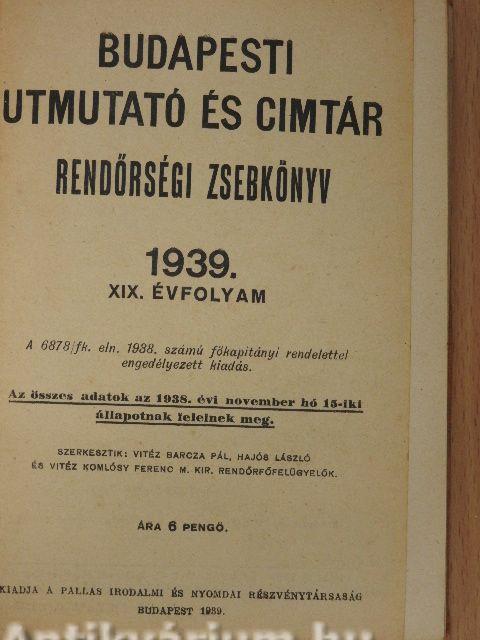 BUDAPESTI
UTMUTATÓ ÉS CIMTÁR
RENDŐRSÉGI ZSEBKÖNYV
1939.
XIX. ÉVFOLYAM
A 6878/fk. eln. 1938. számú főkapitányi rendelettel
engedélyezett kiadás.
Az összes adatok az 1938. évi november hó 15-iki
állapotnak felelnek meg.
SZERKESZTIK: VITÉZ BARCZA PÁL, HAJÓS LÁSZLÓ
ÉS VITÉZ KOMLÓSY FERENC M. KIR. RENDŐRFŐFELÜGYELŐK.
ÁRA 6 PENGŐ.
KIADJA A PALLAS IRODALMI ÉS NYOMDAI RÉSZVÉNYTÁRSASÁG
BUDAPEST 1939.
Antikvárium.hu